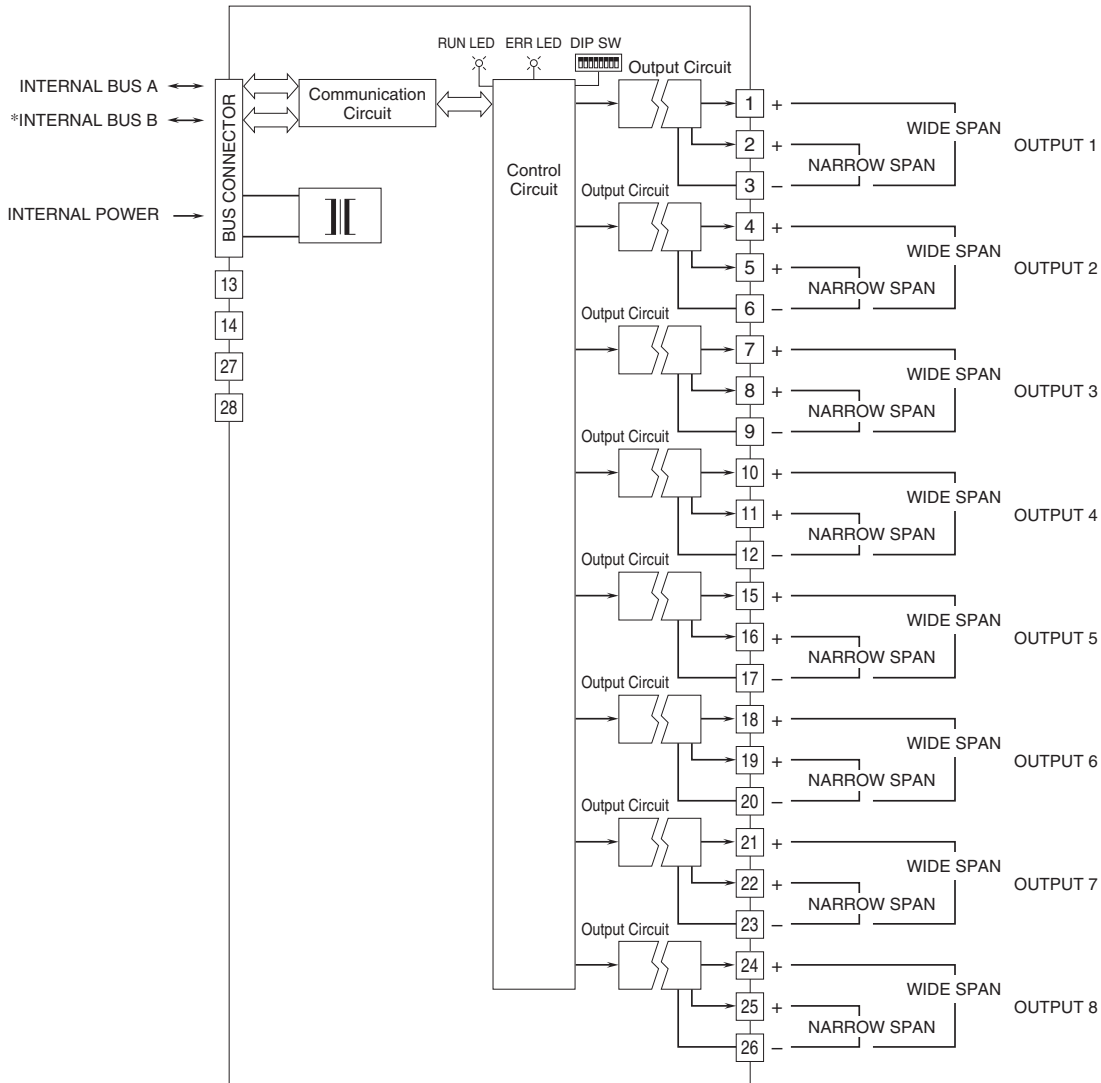 RUN LED ERR LED DIP SW
Output Circuit
INTERNAL BUS A
*INTERNAL BUS B
INTERNAL POWER
BUS CONNECTOR
Communication
Circuit
Control
Circuit
13
14
27
28
1 +
2 +
3 –
WIDE SPAN
NARROW SPAN
OUTPUT 1
Output Circuit
4 +
5 +
6 –
WIDE SPAN
NARROW SPAN
OUTPUT 2
Output Circuit
7 +
8 +
9 –
WIDE SPAN
NARROW SPAN
OUTPUT 3
Output Circuit
10 +
11 +
12 –
WIDE SPAN
NARROW SPAN
OUTPUT 4
Output Circuit
15 +
16 +
17 –
WIDE SPAN
NARROW SPAN
OUTPUT 5
Output Circuit
18 +
19 +
20 –
WIDE SPAN
NARROW SPAN
OUTPUT 6
Output Circuit
21 +
22 +
23 –
WIDE SPAN
NARROW SPAN
OUTPUT 7
Output Circuit
24 +
25 +
26 –
WIDE SPAN
NARROW SPAN
OUTPUT 8